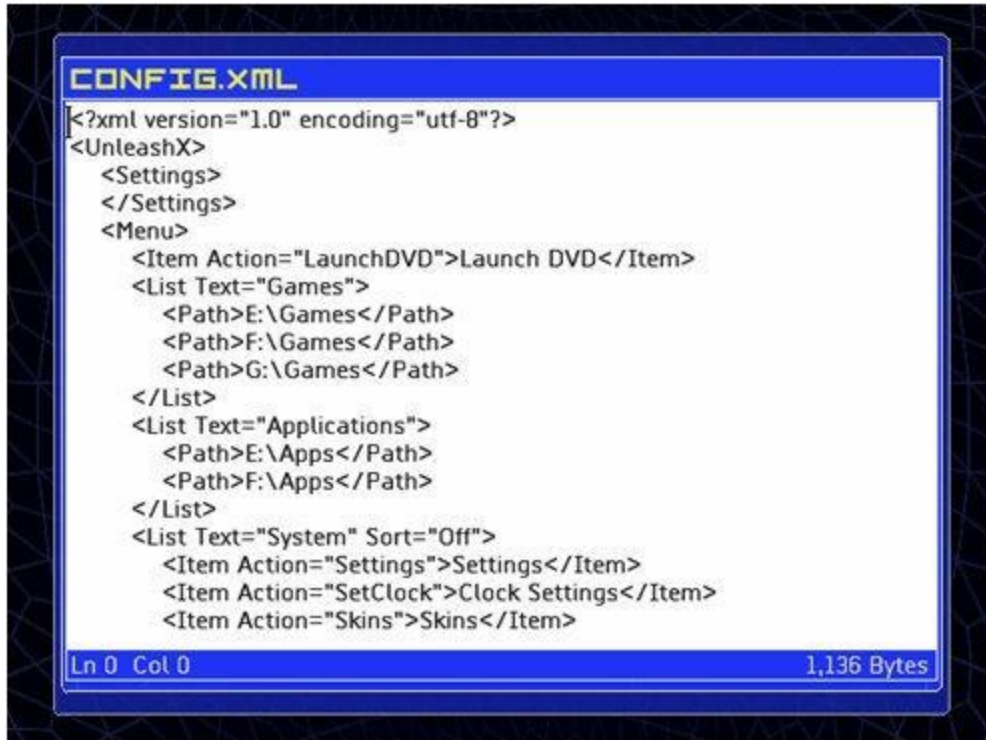 CONFIG.XML
<?xml version="1.0" encoding="utf-8"?>
<UnleashX>
<Settings>
</Settings>
<Menu>
<Item Action="LaunchDVD">Launch DVD</Item>
<List Text="Games">
<Path>E:\Games</Path>
<Path>F:\Games</Path>
<Path>G:\Games</Path>
</List>
<List Text="Applications">
<Path>E:\Apps</Path>
<Path>F:\Apps</Path>
</List>
<List Text="System" Sort="Off">
<Item Action="Settings">Settings</Item>
<Item Action="SetClock">Clock Settings</Item>
<Item Action="Skins">Skins</Item>
Ln 0 Col 0 1,136 Bytes